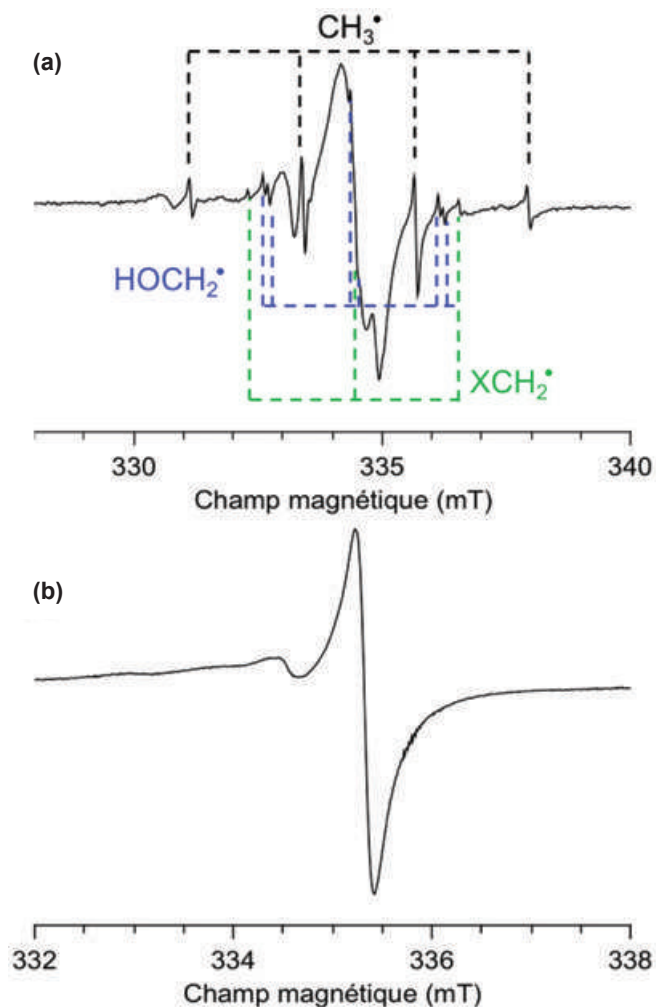 CH₃•
(a)
HOCH₂•
XCH₂•
330 335 340
Champ magnétique (mT)
(b)
332 334 336 338
Champ magnétique (mT)